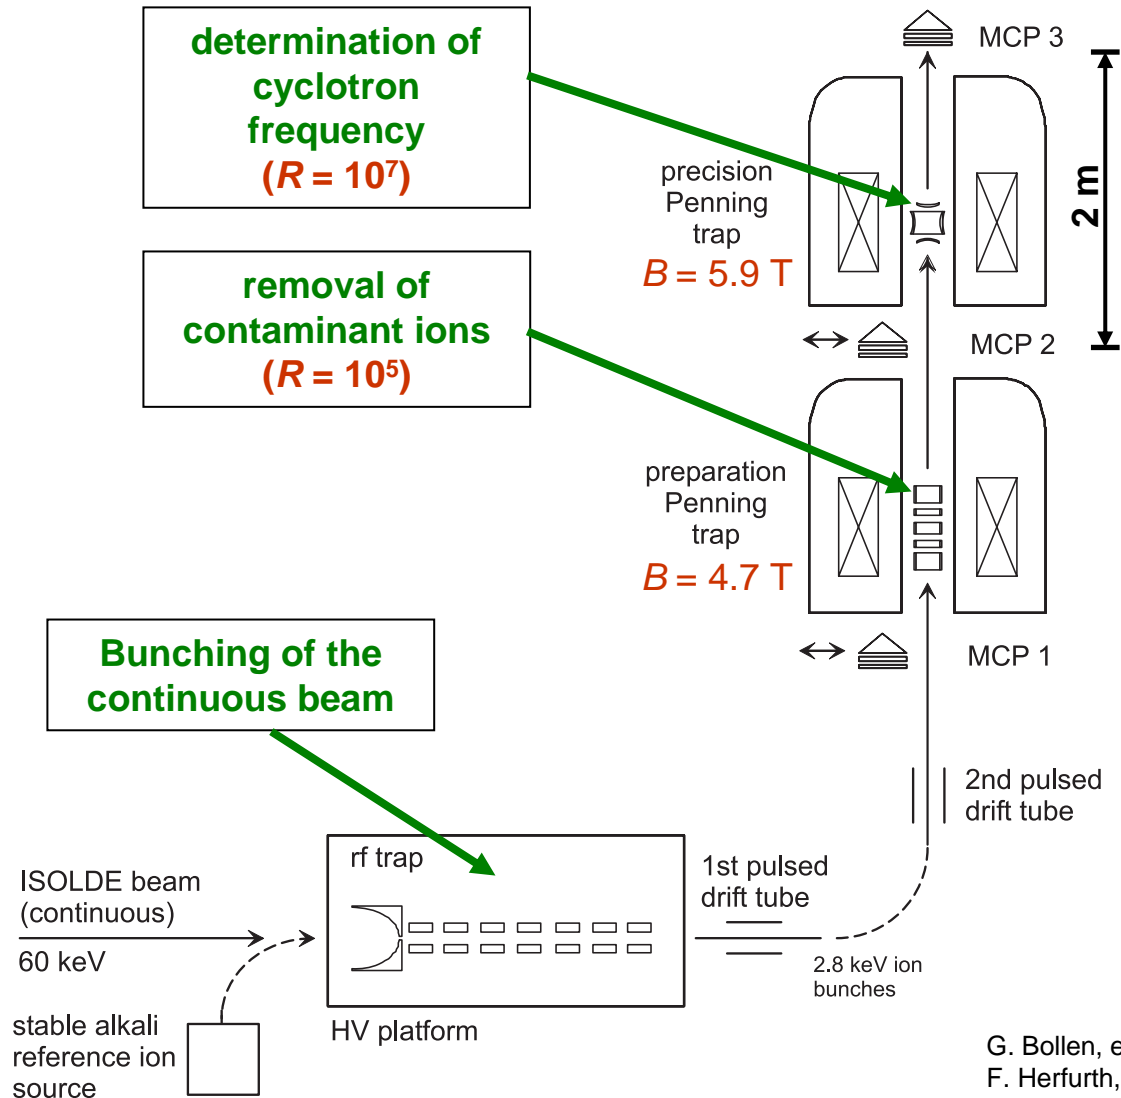 determination of
cyclotron
frequency
(R = 10⁷)
MCP 3
precision
Penning
trap
B = 5.9 T
2 m
removal of
contaminant ions
(R = 10⁵)
MCP 2
preparation
Penning
trap
B = 4.7 T
MCP 1
Bunching of the
continuous beam
2nd pulsed
drift tube
rf trap
1st pulsed
drift tube
ISOLDE beam
(continuous)
60 keV
2.8 keV ion
bunches
HV platform
stable alkali
reference ion
source
G. Bollen, e
F. Herfurth,